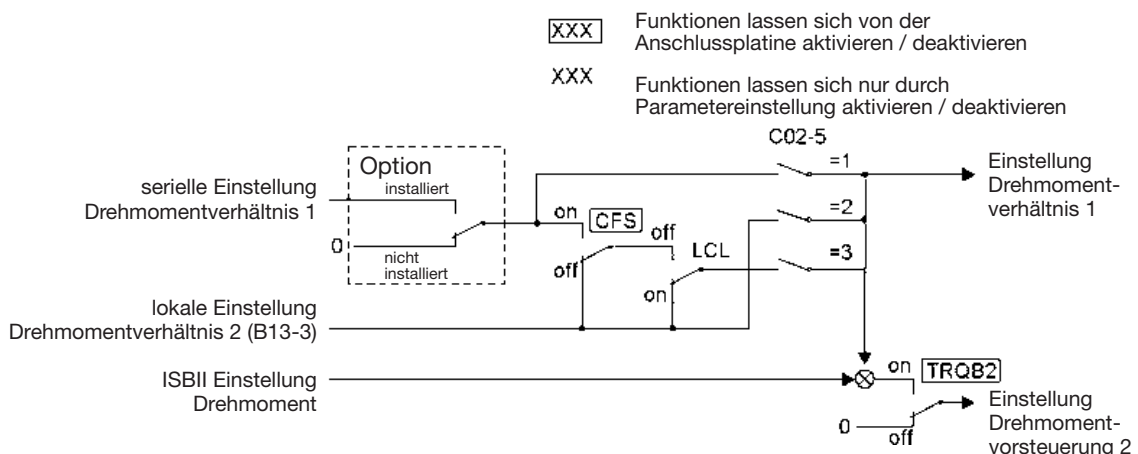 XXX
Funktionen lassen sich von der
Anschlussplatine aktivieren / deaktivieren
XXX
Funktionen lassen sich nur durch
Parametereinstellung aktivieren / deaktivieren
C02-5
Option
installiert
serielle Einstellung
Drehmomentverhältnis 1
0
nicht
installiert
on
CFS
off
off
LCL
on
=1
=2
=3
Einstellung
Drehmoment-
verhältnis 1
lokale Einstellung
Drehmomentverhältnis 2 (B13-3)
ISBII Einstellung
Drehmoment
on
TRQB2
0
off
Einstellung
Drehmoment-
vorsteuerung 2